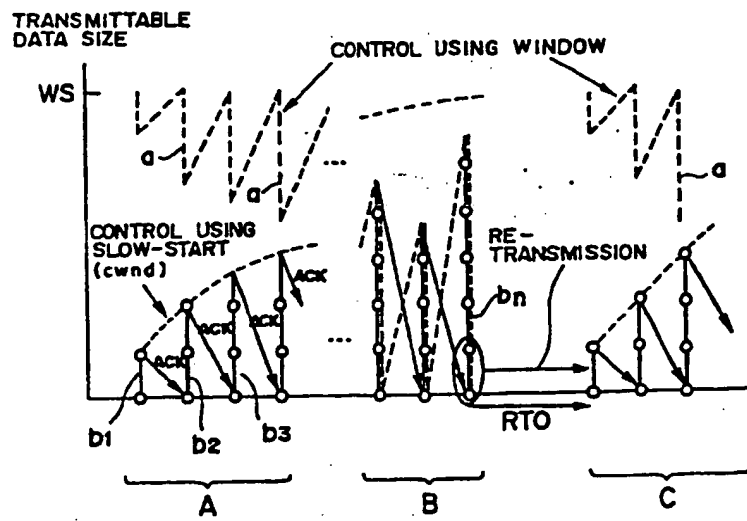 TRANSMITTABLE
DATA SIZE
CONTROL USING WINDOW
WS
a
a
a
...
CONTROL USING
SLOW-START
(cwnd)
RE-
TRANSMISSION
ACK
ACK
ACK
ACK
...
bn
b1
b2
b3
RTO
A
B
C